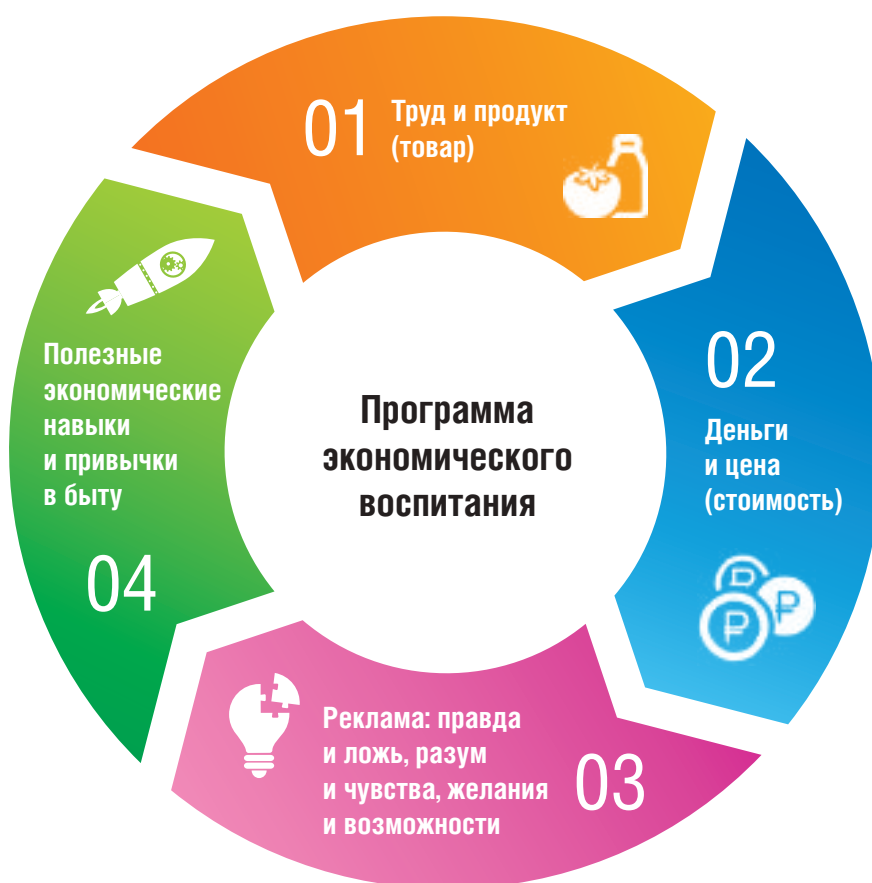 01
Труд и продукт
(товар)
02
Деньги
и цена
(стоимость)
Реклама: правда
и ложь, разум
и чувства, желания
и возможности
03
Полезные
экономические
навыки
и привычки
в быту
04
Программа
экономического
воспитания